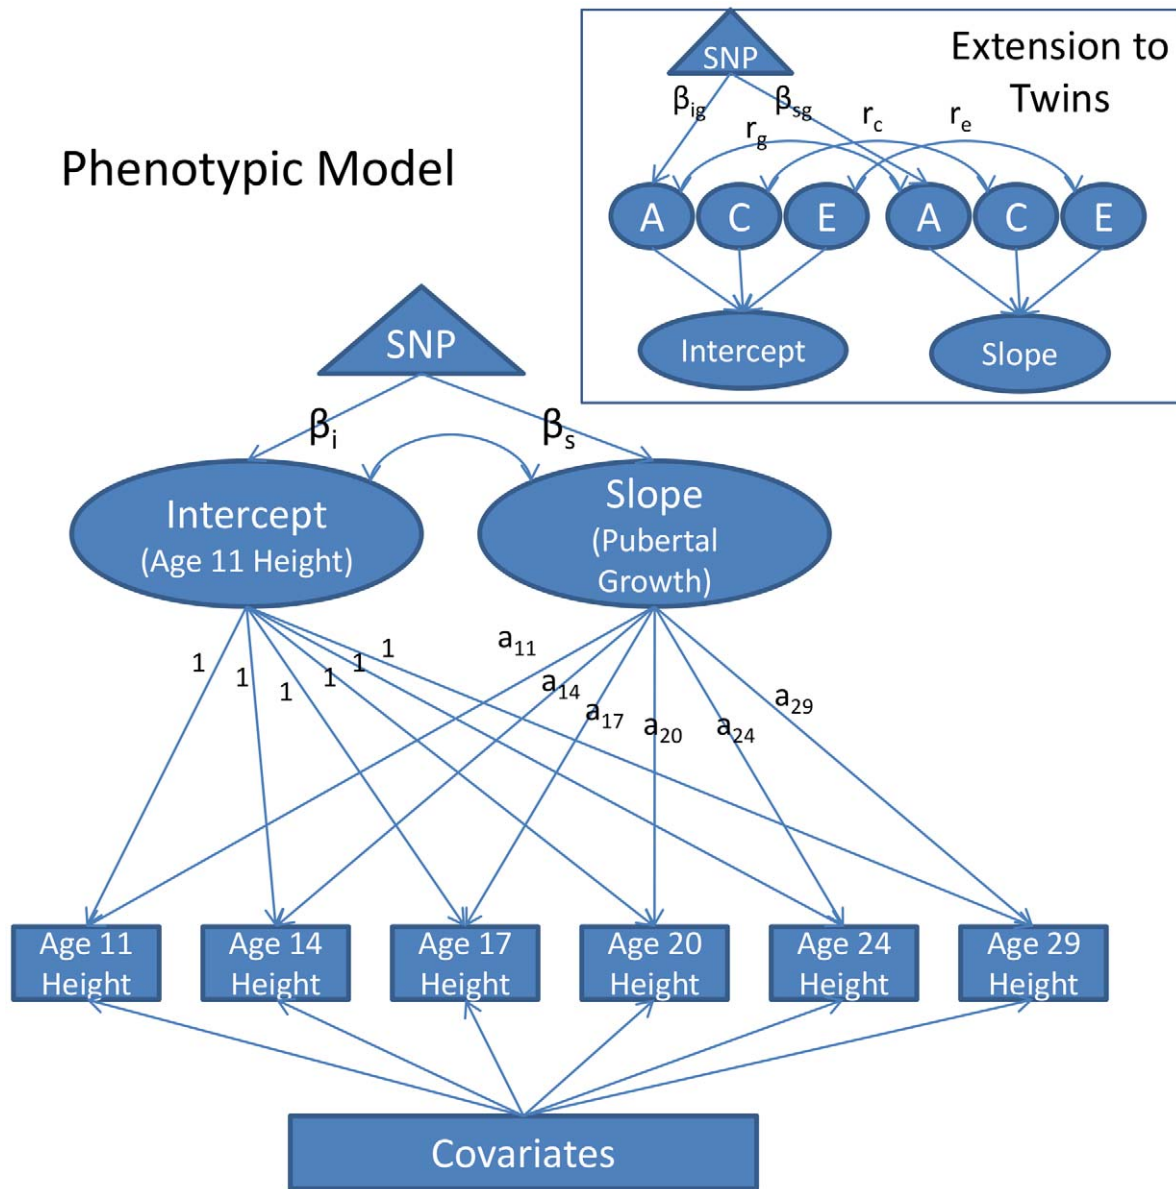 Extension to
Twins
SNP
β_ig
β_sg
r_g
r_c
r_e
A
C
E
A
C
E
Intercept
Slope
Phenotypic Model
SNP
β_i
β_s
Intercept
(Age 11 Height)
Slope
(Pubertal
Growth)
1
1
1
1
1
1
a_11
a_14
a_17
a_20
a_24
a_29
Age 11
Height
Age 14
Height
Age 17
Height
Age 20
Height
Age 24
Height
Age 29
Height
Covariates